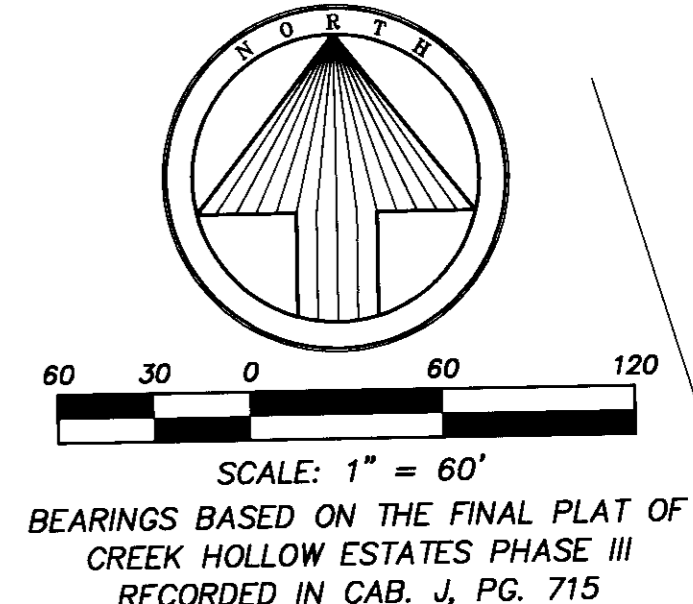 NORTH
60 30 0 60 120
SCALE: 1" = 60'
BEARINGS BASED ON THE FINAL PLAT OF
CREEK HOLLOW ESTATES PHASE III
RECORDED IN CAB. J, PG. 715